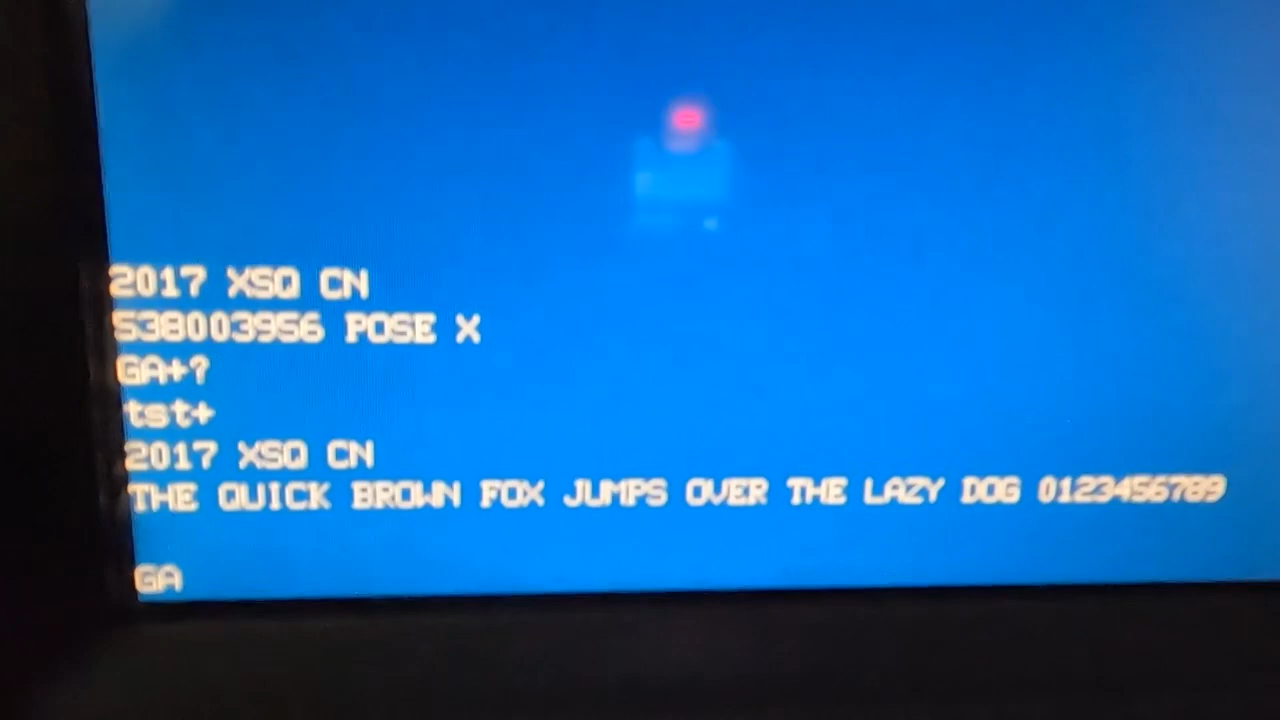 2017 XSQ CN
538003956 POSE X
GA+?
tst+
2017 XSQ CN
THE QUICK BROWN FOX JUMPS OVER THE LAZY DOG 0123456789
GA